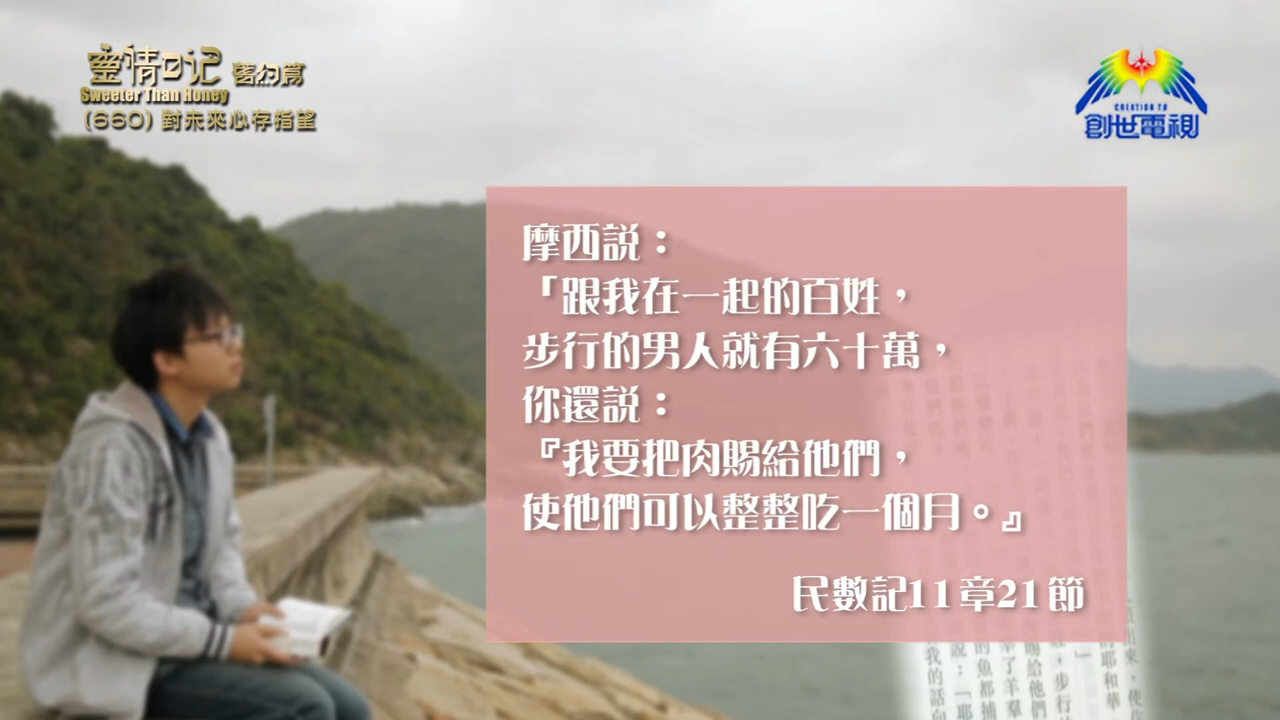 靈情日记 舊約篇
Sweeter Than Honey
(660) 對未來心存指望
CREATION TV
創世電視
摩西說：
「跟我在一起的百姓，
步行的男人就有六十萬，
你還說：
『我要把肉賜給他們，
使他們可以整整吃一個月。』
民數記11章21節